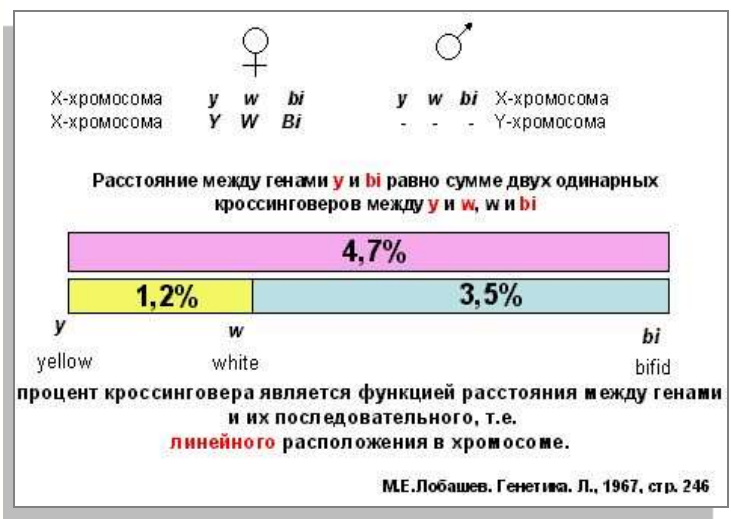 ♀ ♂
X-хромосома y w bi y w bi X-хромосома
X-хромосома Y W Bi - - - Y-хромосома
Расстояние между генами y и bi равно сумме двух одинарных
кроссинговеров между y и w, w и bi
4,7%
1,2% 3,5%
y w bi
yellow white bifid
процент кроссинговера является функцией расстояния между генами
и их последовательного, т.е.
линейного расположения в хромосоме.
М.Е.Лобашев. Генетика. Л., 1967, стр. 246